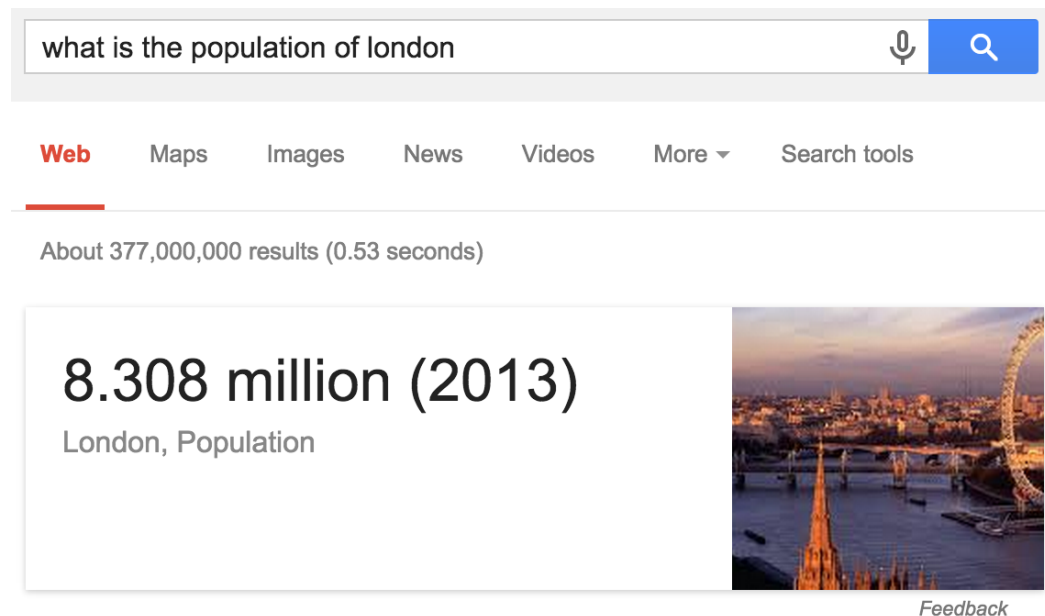 what is the population of london
Web Maps Images News Videos More Search tools
About 377,000,000 results (0.53 seconds)
8.308 million (2013)
London, Population
Feedback